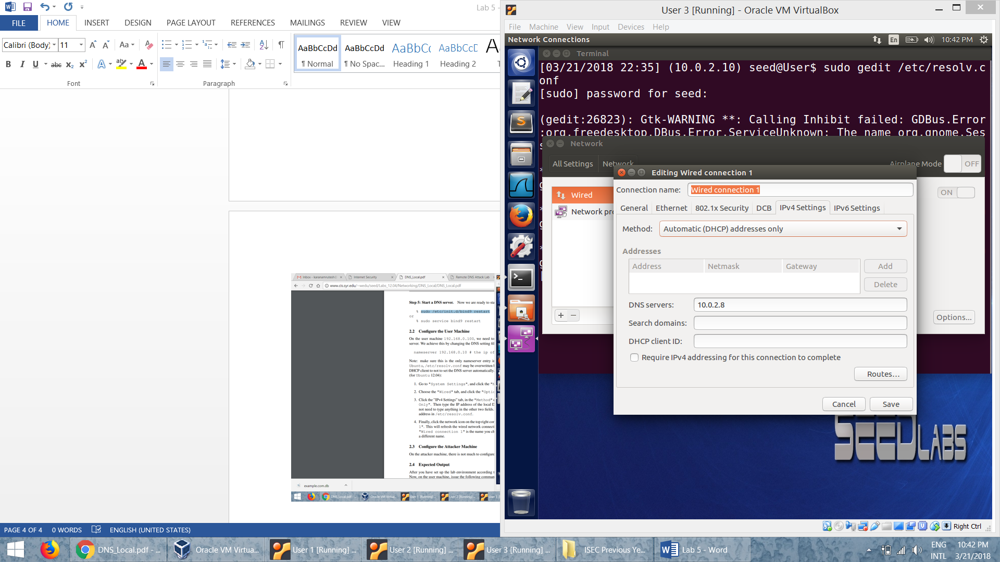 Lab 5 -
FILE
HOME
INSERT
DESIGN
PAGE LAYOUT
REFERENCES
MAILINGS
REVIEW
VIEW
Calibri (Body)
11
Aa
AaBbCcDd
AaBbCcDd
AaBbCc
AaBbCcD
¶ Normal
¶ No Spac...
Heading 1
Heading 2
Font
Paragraph
Inbox - karanamrutesh
Internet Security
DNS_Local.pdf
Remote DNS Attack Lab
www.cis.syr.edu/~wedu/seed/Labs_12.04/Networking/DNS_Local/DNS_Local.pdf
Step 5: Start a DNS server. Now we are ready to sta
% sudo /etc/init.d/bind9 restart
or
% sudo service bind9 restart
2.2 Configure the User Machine
On the user machine 192.168.0.100, we need to
server. We achieve this by changing the DNS setting fil
nameserver 192.168.0.10 # the ip of
Note: make sure this is the only nameserver entry i
Ubuntu, /etc/resolv.conf may be overwritten b
DHCP client to not to set the DNS server automatically.
(for Ubuntu 12.04):
1. Go to "System Settings", and click the "N
2. Choose the "Wired" tab, and click the "Optic
3. Click the "IPv4 Settings" tab, in the "Method"
Only". Then type the IP address of the local D
not need to type anything in the other two fields.
address in /etc/resolv.conf.
4. Finally, click the network icon on the top right cor
1". This will refresh the wired network connecti
"Wired connection 1" is the name you ch
a different name.
2.3 Configure the Attacker Machine
On the attacker machine, there is not much to configure
2.4 Expected Output
After you have set up the lab environment according t
Now, on the user machine, issue the following comman
example.com.db
DNS_Local.pdf
Oracle VM Virtua...
User 1 [Running]...
User 2 [Running]...
User 3 [
PAGE 4 OF 4
0 WORDS
ENGLISH (UNITED STATES)
User 3 [Running] - Oracle VM VirtualBox
File
Machine
View
Input
Devices
Help
Network Connections
En
10:42 PM
Terminal
[03/21/2018 22:35] (10.0.2.10) seed@User$ sudo gedit /etc/resolv.c
onf
[sudo] password for seed:
(gedit:26823): Gtk-WARNING **: Calling Inhibit failed: GDBus.Error
:org.freedesktop.DBus.Error.ServiceUnknown: The name org.gnome.Ses
Network
All Settings
Network
Airplane Mode
OFF
Wired
Network pr
ON
Options...
Editing Wired connection 1
Connection name:
Wired connection 1
General
Ethernet
802.1x Security
DCB
IPv4 Settings
IPv6 Settings
Method:
Automatic (DHCP) addresses only
Addresses
Address
Netmask
Gateway
Add
Delete
DNS servers:
10.0.2.8
Search domains:
DHCP client ID:
Require IPv4 addressing for this connection to complete
Routes...
Cancel
Save
SEEDLABS
Right Ctrl
DNS_Local.pdf - ...
Oracle VM Virtua...
User 1 [Running] ...
User 2 [Running] ...
User 3 [Running] ...
ISEC Previous Ye...
Lab 5 - Word
ENG
INTL
10:42 PM
3/21/2018